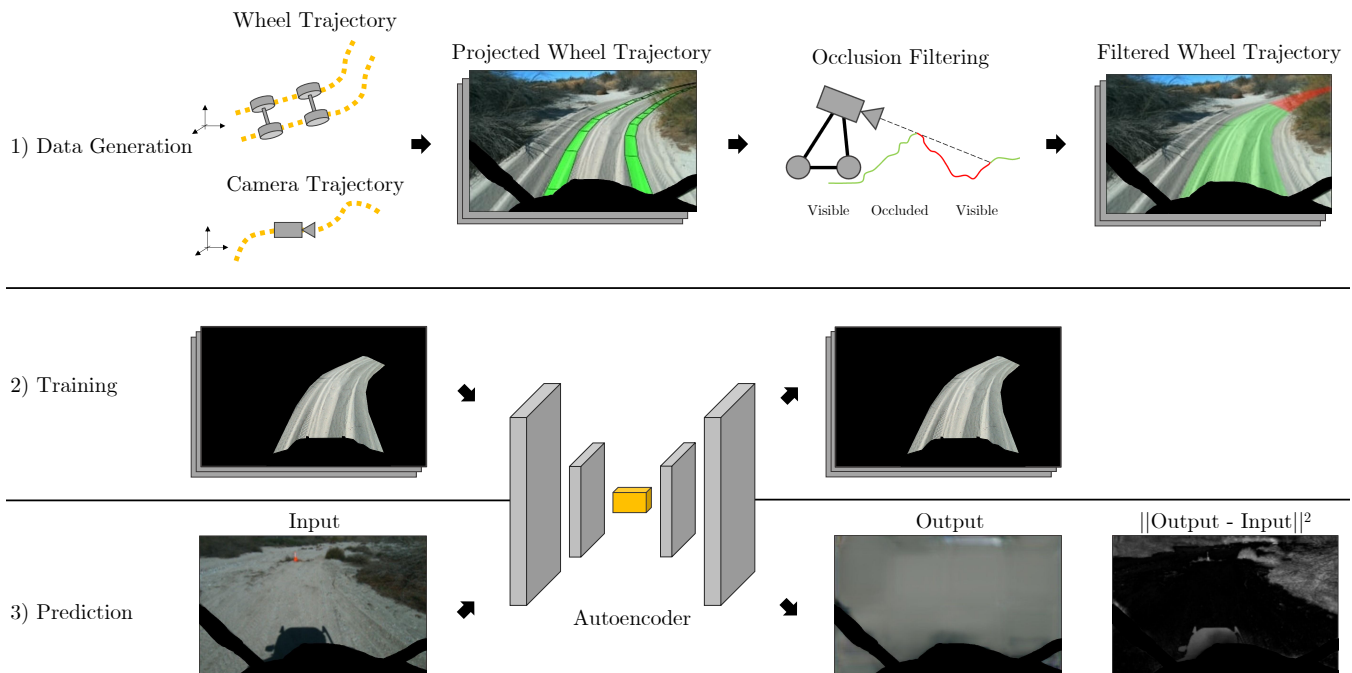 Wheel Trajectory
Projected Wheel Trajectory
Occlusion Filtering
Filtered Wheel Trajectory
1) Data Generation
Camera Trajectory
Visible
Occluded
Visible
2) Training
Input
Output
||Output - Input||²
3) Prediction
Autoencoder